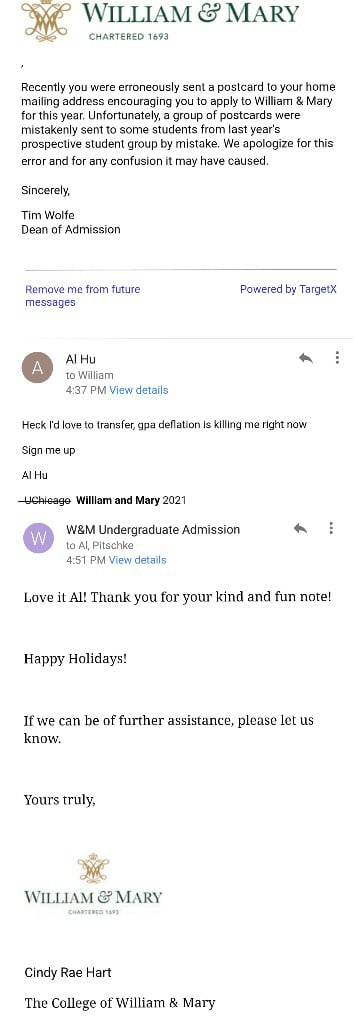 WILLIAM & MARY
CHARTERED 1693
,
Recently you were erroneously sent a postcard to your home
mailing address encouraging you to apply to William & Mary
for this year. Unfortunately, a group of postcards were
mistakenly sent to some students from last year's
prospective student group by mistake. We apologize for this
error and for any confusion it may have caused.
Sincerely,
Tim Wolfe
Dean of Admission
Remove me from future
messages
Powered by TargetX
A
Al Hu
to William
4:37 PM View details
Heck I'd love to transfer, gpa deflation is killing me right now
Sign me up
Al Hu
UChicago William and Mary 2021
W
W&M Undergraduate Admission
to Al, Pitschke
4:51 PM View details
Love it Al! Thank you for your kind and fun note!
Happy Holidays!
If we can be of further assistance, please let us
know.
Yours truly,
WILLIAM & MARY
CHARTERED 1693
Cindy Rae Hart
The College of William & Mary